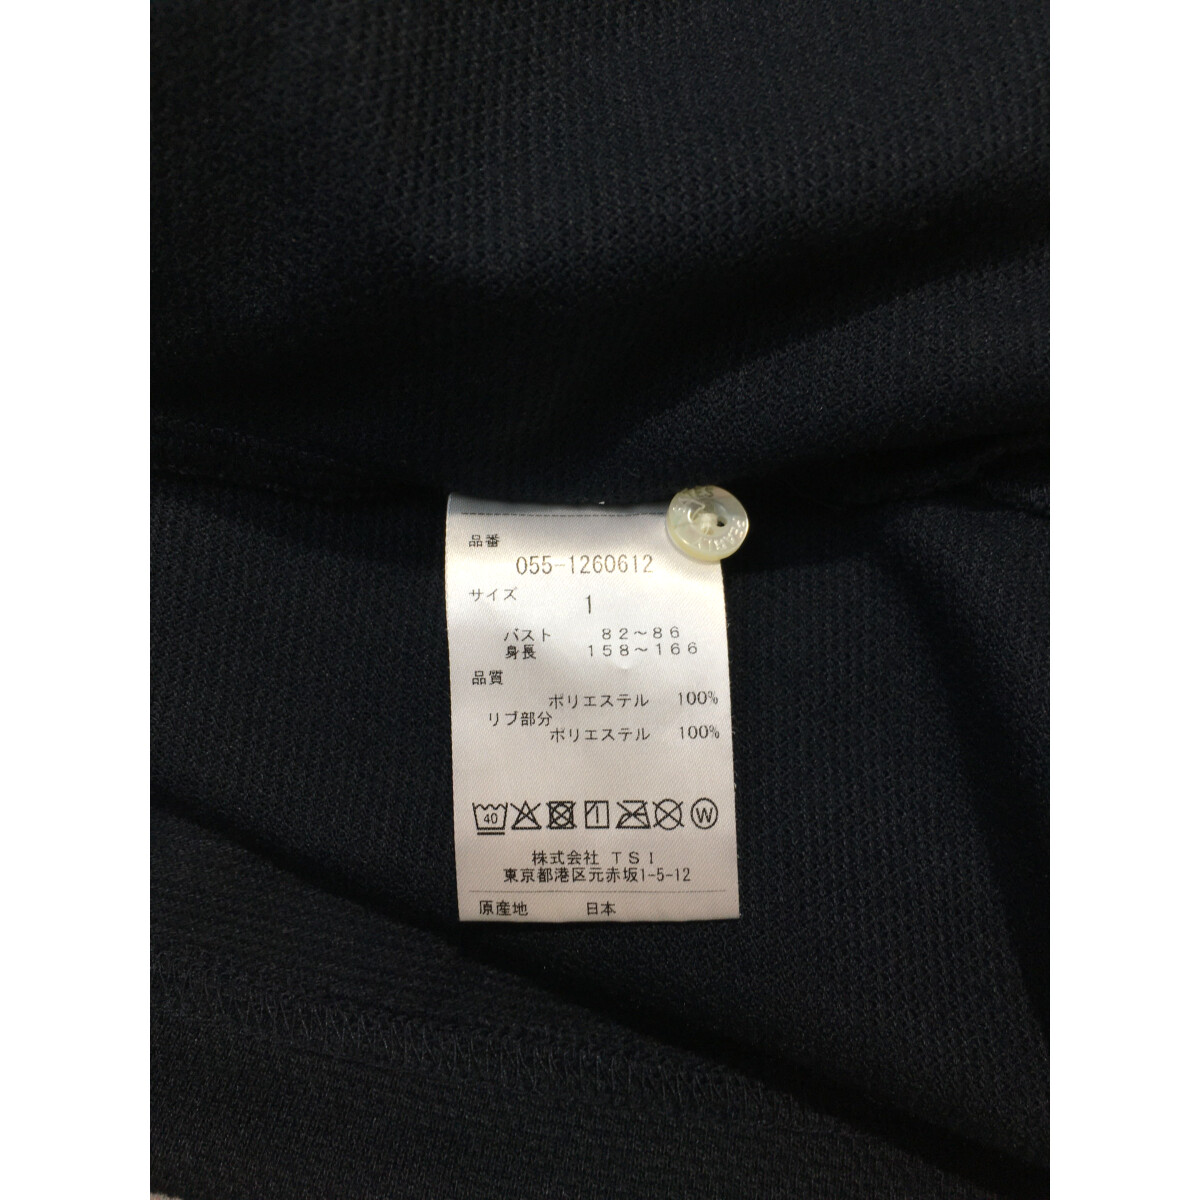 品番
055-1260612
サイズ 1
バスト 82～86
身長 158～166
品質
ポリエステル 100%
リブ部分
ポリエステル 100%
40 W
株式会社 TSI
東京都港区元赤坂1-5-12
原産地 日本
PEARLY